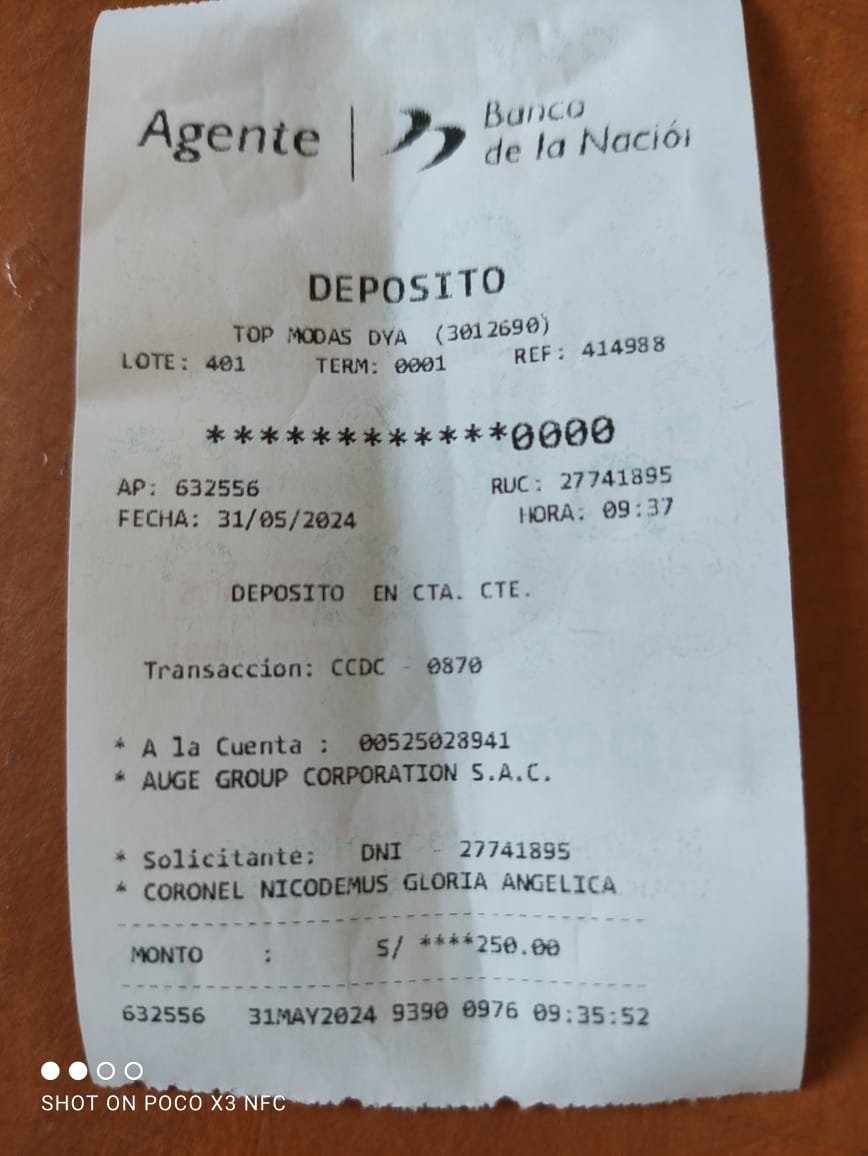 Agente | Banco
de la Nación
DEPOSITO
TOP MODAS DYA (3012690)
LOTE: 401 TERM: 0001 REF: 414988
************0000
AP: 632556 RUC: 27741895
FECHA: 31/05/2024 HORA: 09:37
DEPOSITO EN CTA. CTE.
Transaccion: CCDC - 0870
* A la Cuenta : 00525028941
* AUGE GROUP CORPORATION S.A.C.
* Solicitante: DNI - 27741895
* CORONEL NICODEMUS GLORIA ANGELICA
MONTO : S/ ****250.00
632556 31MAY2024 9390 0976 09:35:52
SHOT ON POCO X3 NFC